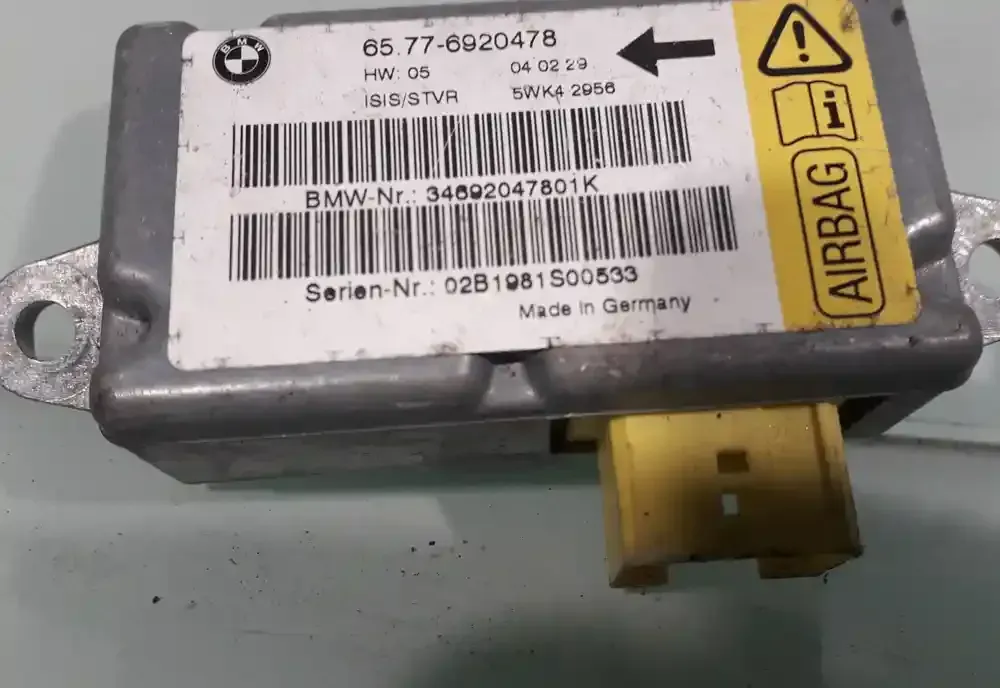 BMW
65.77-6920478
HW: 05 04 02 29
ISIS/STVR 5WK4 2956
BMW-Nr.: 34692047801K
Serien-Nr.: 02B1981S00533
Made in Germany
i
AIRBAG